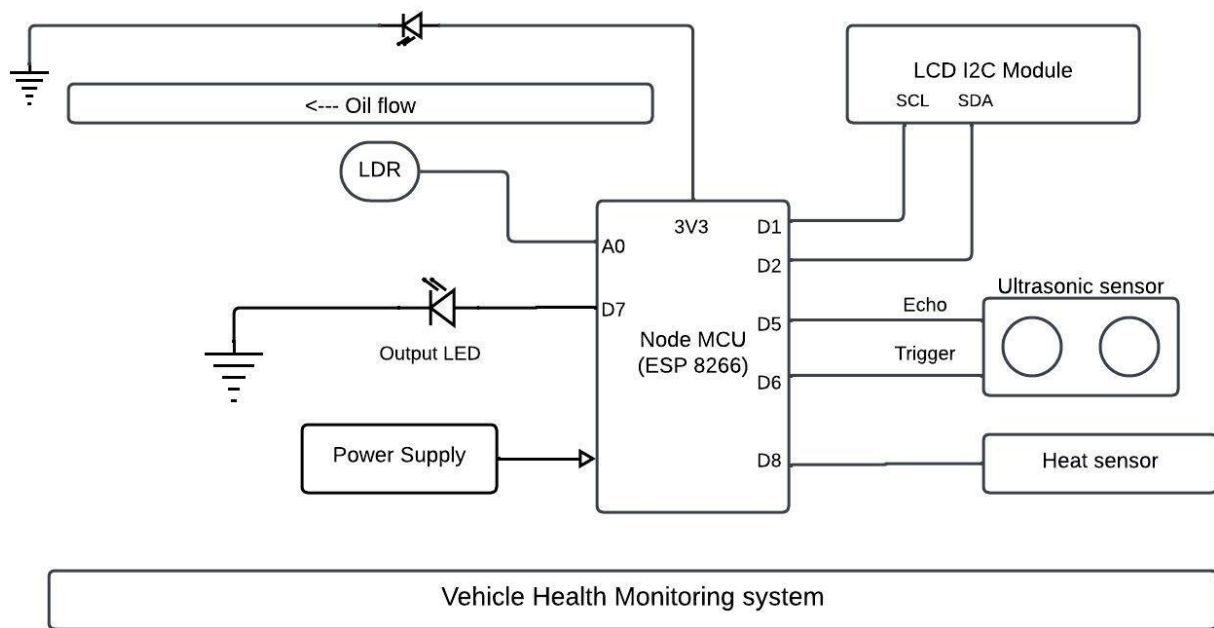 LCD I2C Module
SCL SDA
<--- Oil flow
LDR
3V3
A0
D7
D1
D2
D5
D6
D8
Node MCU
(ESP 8266)
Output LED
Power Supply
Ultrasonic sensor
Echo
Trigger
Heat sensor
Vehicle Health Monitoring system